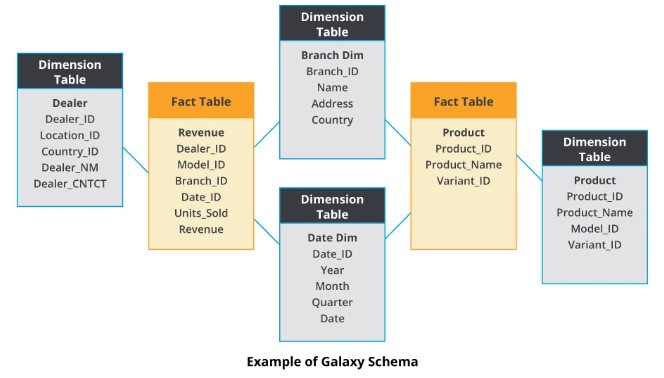 Dimension
Table
Dealer
Dealer_ID
Location_ID
Country_ID
Dealer_NM
Dealer_CNTCT
Fact Table
Revenue
Dealer_ID
Model_ID
Branch_ID
Date_ID
Units_Sold
Revenue
Dimension
Table
Branch Dim
Branch_ID
Name
Address
Country
Dimension
Table
Date Dim
Date_ID
Year
Month
Quarter
Date
Fact Table
Product
Product_ID
Product_Name
Variant_ID
Dimension
Table
Product
Product_ID
Product_Name
Model_ID
Variant_ID
Example of Galaxy Schema